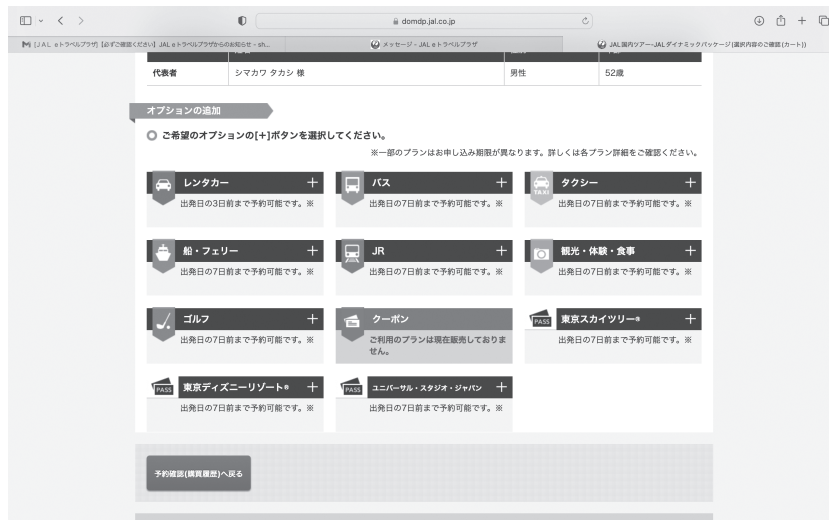 domdp.jal.co.jp
【JAL eトラベルプラザ】【必ずご確認ください】JAL eトラベルプラザからのお知らせ - sh...
メッセージ - JAL eトラベルプラザ
JAL 国内ツアー-JALダイナミックパッケージ(選択内容のご確認(カート))
代表者 シマカワ タカシ 様 男性 52歳
オプションの追加
ご希望のオプションの[+]ボタンを選択してください。
※一部のプランはお申し込み期限が異なります。詳しくは各プラン詳細をご確認ください。
レンタカー
出発日の3日前まで予約可能です。※
バス
出発日の7日前まで予約可能です。※
TAXI
タクシー
出発日の7日前まで予約可能です。※
船・フェリー
出発日の7日前まで予約可能です。※
JR
出発日の7日前まで予約可能です。※
観光・体験・食事
出発日の7日前まで予約可能です。※
ゴルフ
出発日の7日前まで予約可能です。※
クーポン
ご利用のプランは現在販売しておりま
せん。
PASS
東京スカイツリー®
出発日の7日前まで予約可能です。※
PASS
東京ディズニーリゾート®
出発日の7日前まで予約可能です。※
PASS
ユニバーサル・スタジオ・ジャパン
出発日の7日前まで予約可能です。※
予約確認(購買履歴)へ戻る